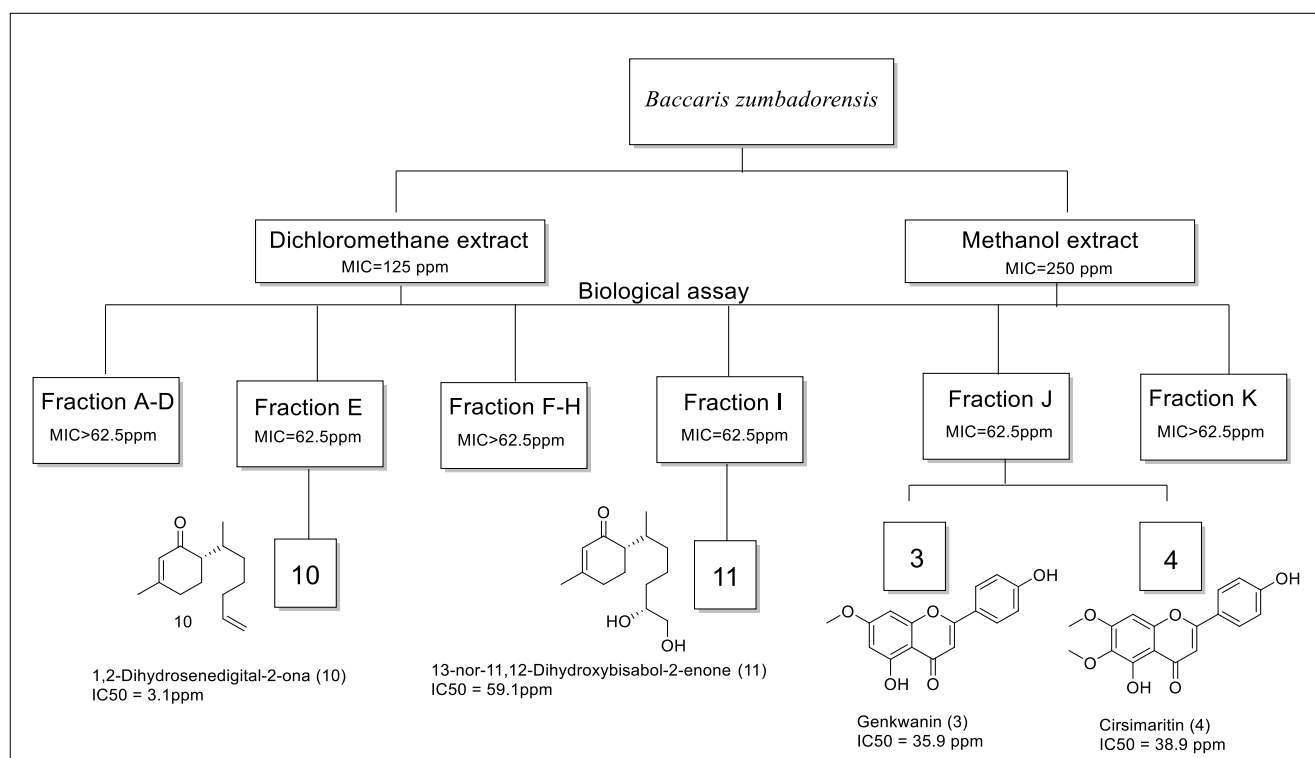 Baccaris zumbadorensis
Dichloromethane extract
MIC=125 ppm
Methanol extract
MIC=250 ppm
Biological assay
Fraction A-D
MIC>62.5ppm
Fraction E
MIC=62.5ppm
Fraction F-H
MIC>62.5ppm
Fraction I
MIC=62.5ppm
Fraction J
MIC=62.5ppm
Fraction K
MIC>62.5ppm
O
10
10
1,2-Dihydrosenedigital-2-ona (10)
IC50 = 3.1ppm
O
HO
OH
11
13-nor-11,12-Dihydroxybisabol-2-enone (11)
IC50 = 59.1ppm
3
OH
O
O
OH
O
Genkwanin (3)
IC50 = 35.9 ppm
4
OH
O
O
O
OH
O
Cirsimaritin (4)
IC50 = 38.9 ppm